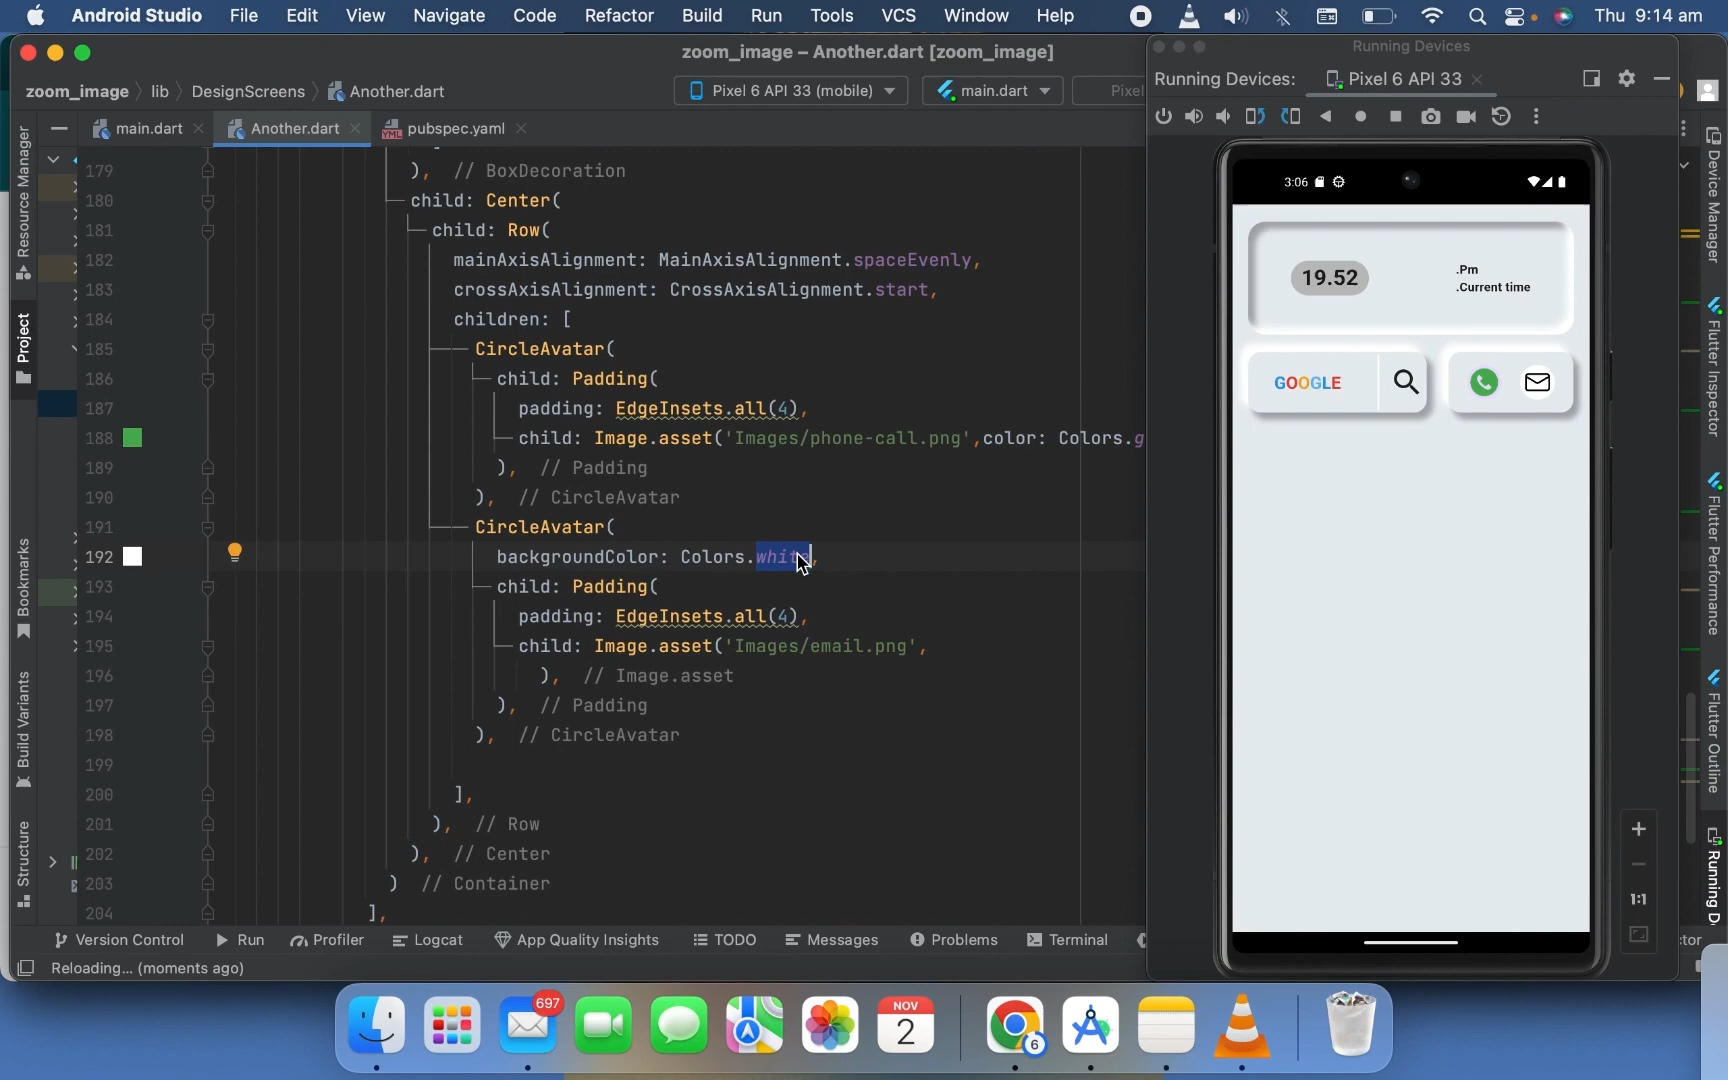 Android Studio File Edit View Navigate Code Refactor Build Run Tools VCS Window Help Thu 9:14 am
zoom_image – Another.dart [zoom_image]
Running Devices
zoom_image lib DesignScreens Another.dart
Pixel 6 API 33 (mobile) main.dart Pixel
Running Devices: Pixel 6 API 33
main.dart Another.dart pubspec.yaml
Resource Manager
Project
Bookmarks
Build Variants
Structure
179 ), // BoxDecoration
180 child: Center(
181 child: Row(
182 mainAxisAlignment: MainAxisAlignment.spaceEvenly,
183 crossAxisAlignment: CrossAxisAlignment.start,
184 children: [
185 CircleAvatar(
186 child: Padding(
187 padding: EdgeInsets.all(4),
188 child: Image.asset('Images/phone-call.png',color: Colors.g
189 ), // Padding
190 ), // CircleAvatar
191 CircleAvatar(
192 backgroundColor: Colors.white,
193 child: Padding(
194 padding: EdgeInsets.all(4),
195 child: Image.asset('Images/email.png',
196 ), // Image.asset
197 ), // Padding
198 ), // CircleAvatar
199
200 ],
201 ), // Row
202 ), // Center
203 ) // Container
204 ],
3:06
19.52
.Pm
.Current time
GOOGLE
1:1
Device Manager
Flutter Inspector
Flutter Performance
Flutter Outline
Running D
Version Control Run Profiler Logcat App Quality Insights TODO Messages Problems Terminal
ctor
Reloading... (moments ago)
697
NOV
2
6